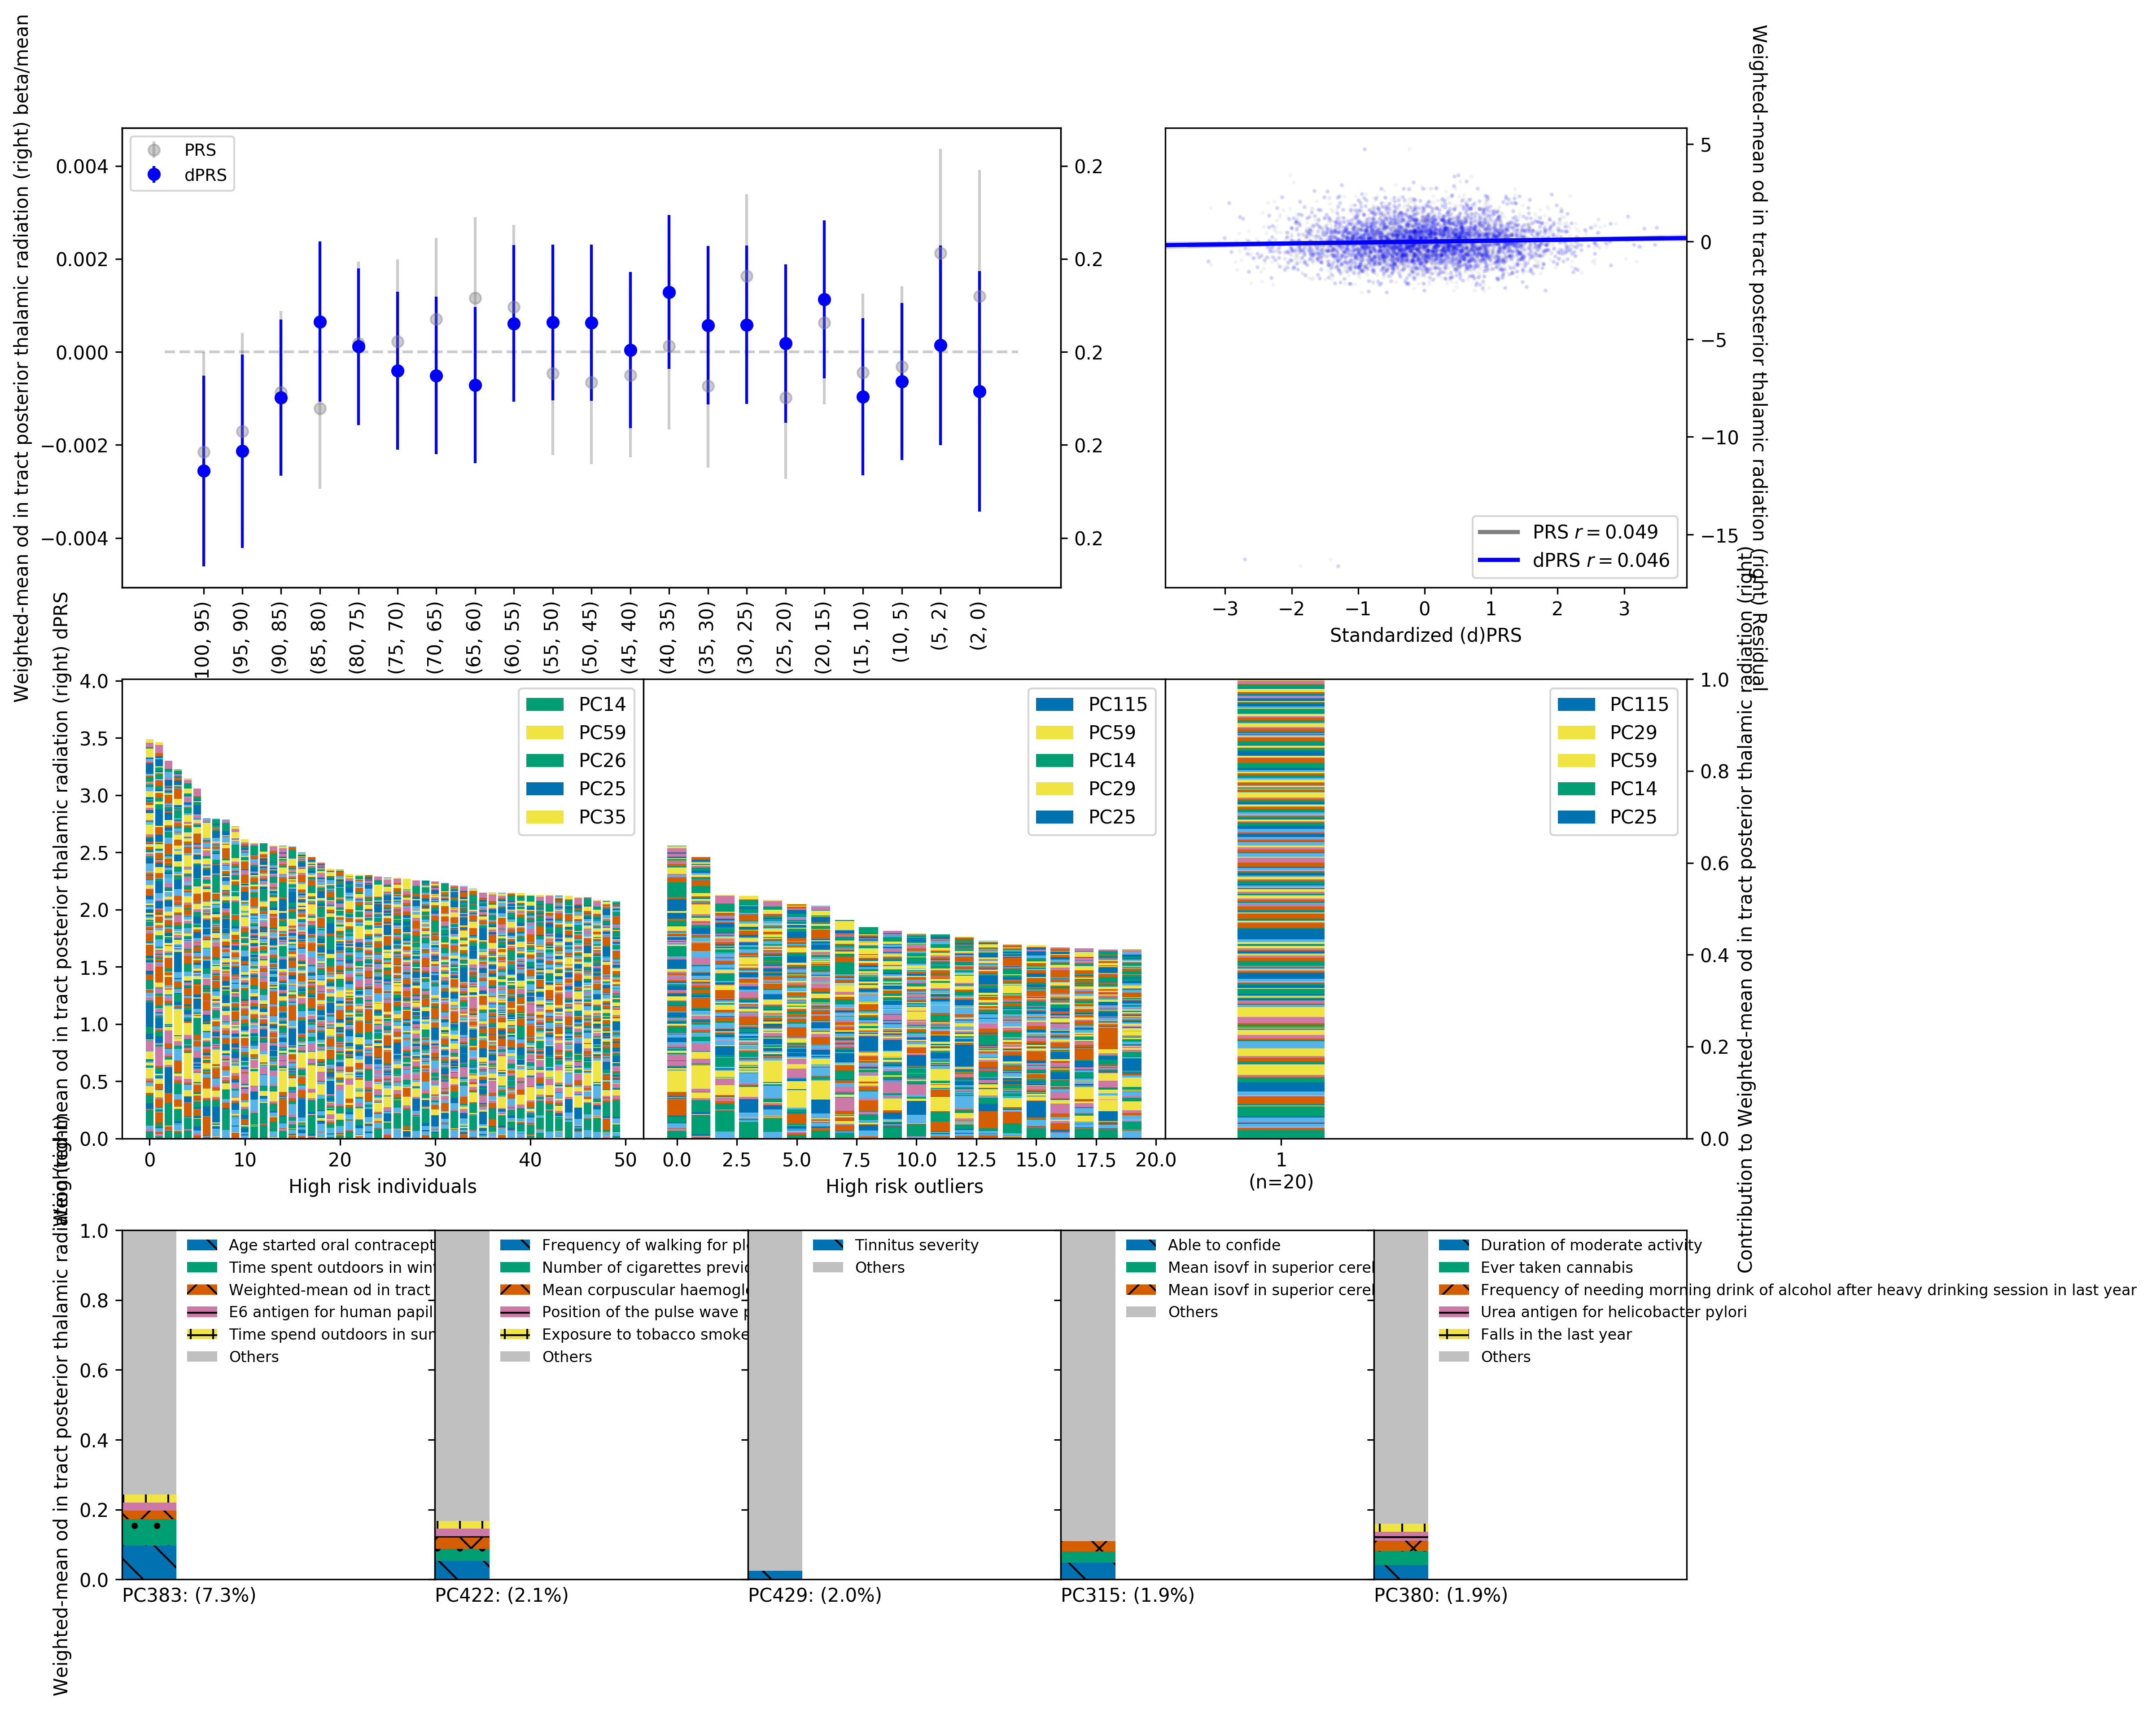 Weighted-mean od in tract posterior thalamic radiation (right) beta/mean
0.004
0.002
0.000
−0.002
−0.004
PRS
dPRS
0.2
0.2
0.2
0.2
0.2
100, 95)
(95, 90)
(90, 85)
(85, 80)
(80, 75)
(75, 70)
(70, 65)
(65, 60)
(60, 55)
(55, 50)
(50, 45)
(45, 40)
(40, 35)
(35, 30)
(30, 25)
(25, 20)
(20, 15)
(15, 10)
(10, 5)
(5, 2)
(2, 0)
Weighted-mean od in tract posterior thalamic radiation (right) Residual
5
0
−5
−10
−15
PRS r = 0.049
dPRS r = 0.046
−3
−2
−1
0
1
2
3
Standardized (d)PRS
Weighted-mean od in tract posterior thalamic radiation (right) dPRS
4.0
3.5
3.0
2.5
2.0
1.5
1.0
0.5
0.0
PC14
PC59
PC26
PC25
PC35
0
10
20
30
40
50
High risk individuals
PC115
PC59
PC14
PC29
PC25
0.0
2.5
5.0
7.5
10.0
12.5
15.0
17.5
20.0
High risk outliers
PC115
PC29
PC59
PC14
PC25
1
(n=20)
1.0
0.8
0.6
0.4
0.2
0.0
Contribution to Weighted-mean od in tract posterior thalamic radiation (right)
Weighted-mean od in tract posterior thalamic radiation (right)
1.0
0.8
0.6
0.4
0.2
0.0
Age started oral contracept
Time spent outdoors in wint
Weighted-mean od in tract
E6 antigen for human papil
Time spend outdoors in sum
Others
PC383: (7.3%)
Frequency of walking for ple
Number of cigarettes previo
Mean corpuscular haemoglo
Position of the pulse wave p
Exposure to tobacco smoke
Others
PC422: (2.1%)
Tinnitus severity
Others
PC429: (2.0%)
Able to confide
Mean isovf in superior cereb
Mean isovf in superior cereb
Others
PC315: (1.9%)
Duration of moderate activity
Ever taken cannabis
Frequency of needing morning drink of alcohol after heavy drinking session in last year
Urea antigen for helicobacter pylori
Falls in the last year
Others
PC380: (1.9%)